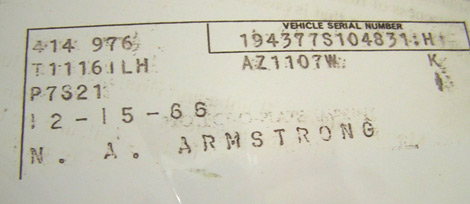 VEHICLE SERIAL NUMBER
414 976 194377S104831
T1116ILH AZ1107W K
P7S21
12-15-66
N. A. ARMSTRONG